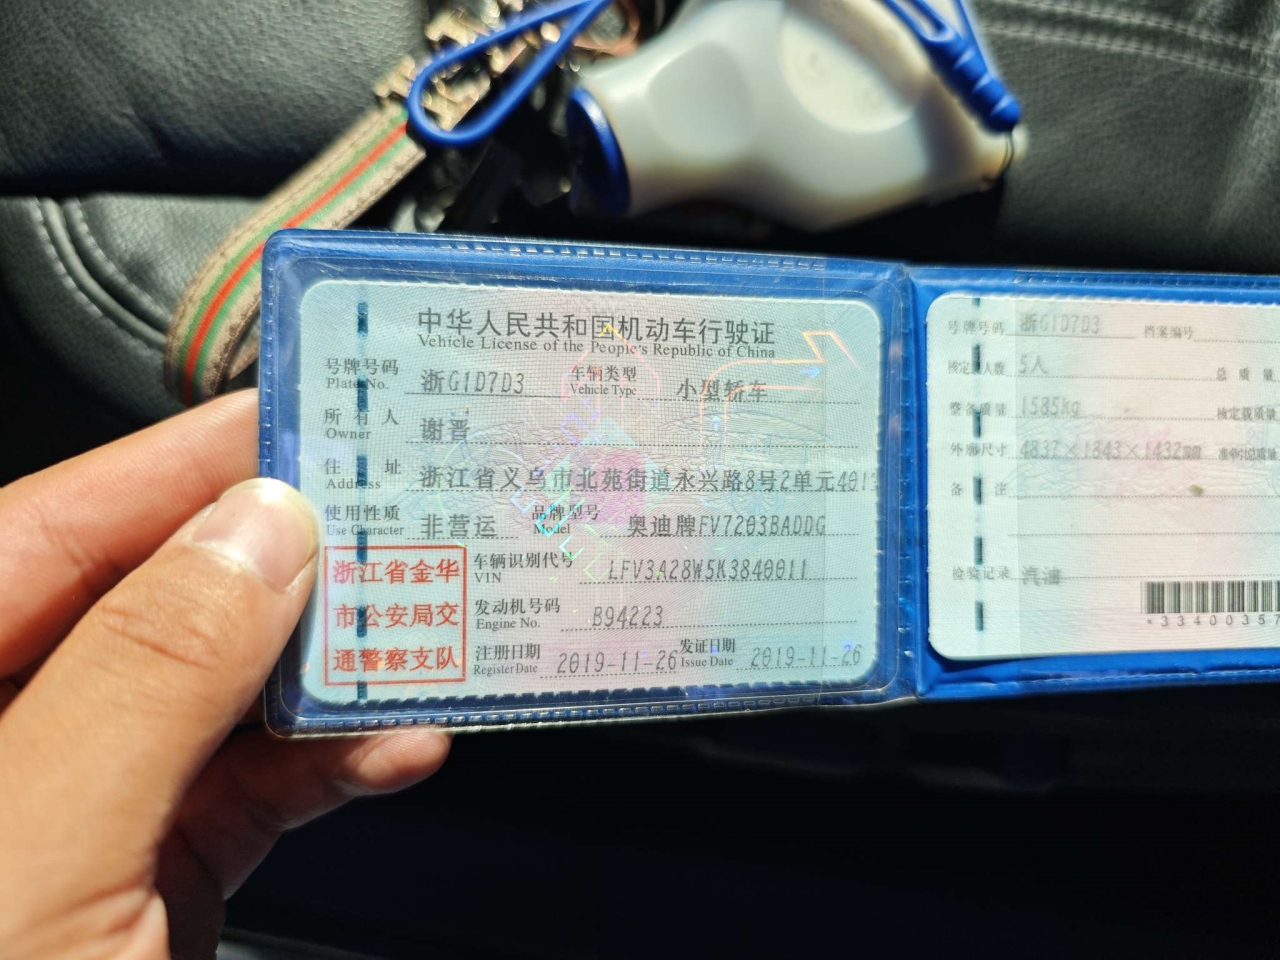 中华人民共和国机动车行驶证
Vehicle License of the People's Republic of China
号牌号码 浙G1D7D3 车辆类型 小型轿车
Plate No. Vehicle Type
所有人 谢晋
Owner
住址 浙江省义乌市北苑街道永兴路8号2单元401
Address
使用性质 非营运 品牌型号 奥迪牌FV7203BADDG
Use Character Model
浙江省金华
市公安局交
通警察支队
车辆识别代号 LFV3A28W5K3840011
VIN
发动机号码 B94223
Engine No.
注册日期 2019-11-26 发证日期 2019-11-26
Register Date Issue Date
号牌号码 浙G1D7D3 档案编号
核定载人数 5人 总质量
整备质量 1585kg 核定载质量
外廓尺寸 4837×1843×1432mm 准牵引总质量
备注
检验记录 汽油
*33400357